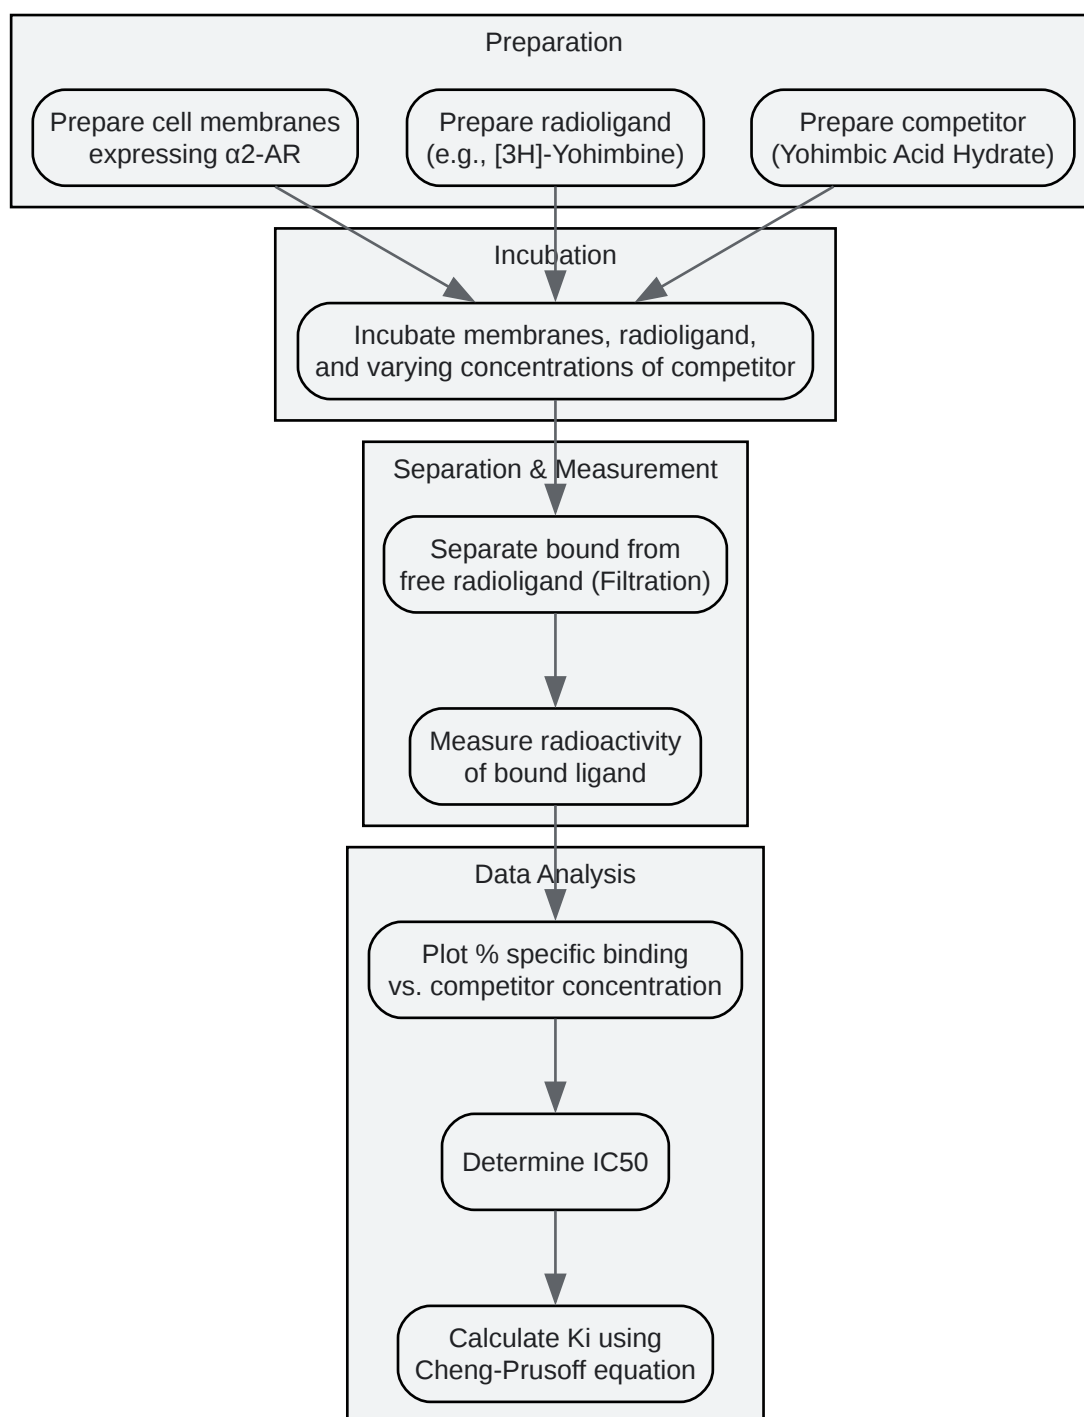 Preparation
Prepare cell membranes
expressing α2-AR
Prepare radioligand
(e.g., [3H]-Yohimbine)
Prepare competitor
(Yohimbic Acid Hydrate)
Incubation
Incubate membranes, radioligand,
and varying concentrations of competitor
Separation & Measurement
Separate bound from
free radioligand (Filtration)
Measure radioactivity
of bound ligand
Data Analysis
Plot % specific binding
vs. competitor concentration
Determine IC50
Calculate Ki using
Cheng-Prusoff equation